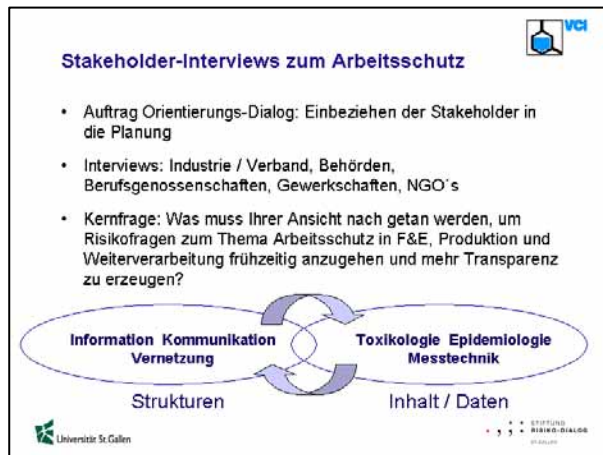 VCI
Stakeholder-Interviews zum Arbeitsschutz
• Auftrag Orientierungs-Dialog: Einbeziehen der Stakeholder in
die Planung
• Interviews: Industrie / Verband, Behörden,
Berufsgenossenschaften, Gewerkschaften, NGO´s
• Kernfrage: Was muss Ihrer Ansicht nach getan werden, um
Risikofragen zum Thema Arbeitsschutz in F&E, Produktion und
Weiterverarbeitung frühzeitig anzugehen und mehr Transparenz
zu erzeugen?
Information Kommunikation
Vernetzung
Toxikologie Epidemiologie
Messtechnik
Strukturen
Inhalt / Daten
Universität St.Gallen
STIFTUNG
RISIKO-DIALOG
ST.GALLEN